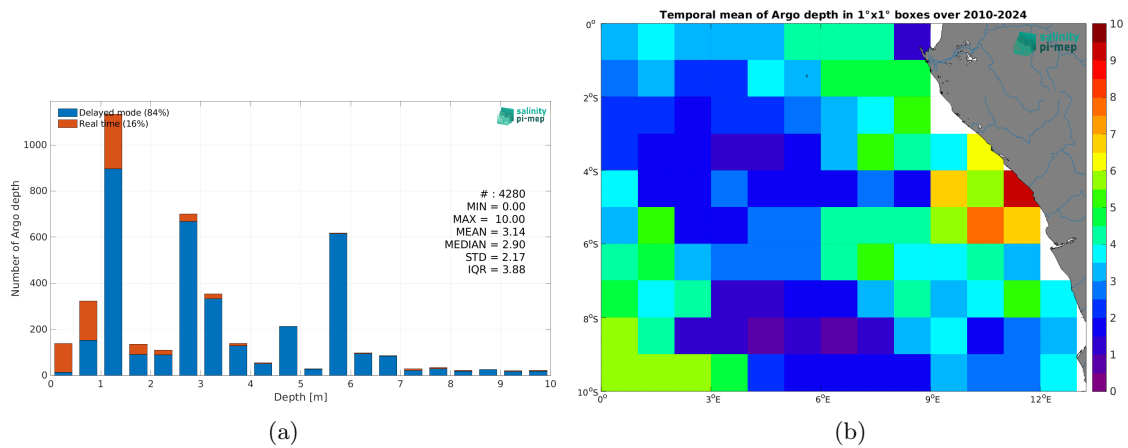 Temporal mean of Argo depth in 1°x1° boxes over 2010-2024
Delayed mode (84%)
Real time (16%)
salinity
pi-mep
# : 4280
MIN = 0.00
MAX = 10.00
MEAN = 3.14
MEDIAN = 2.90
STD = 2.17
IQR = 3.88
Number of Argo depth
1000
800
600
400
200
0
0 1 2 3 4 5 6 7 8 9 10
Depth [m]
(a)
salinity
pi-mep
0°
2°S
4°S
6°S
8°S
10°S
0° 3°E 6°E 9°E 12°E
10
9
8
7
6
5
4
3
2
1
0
(b)